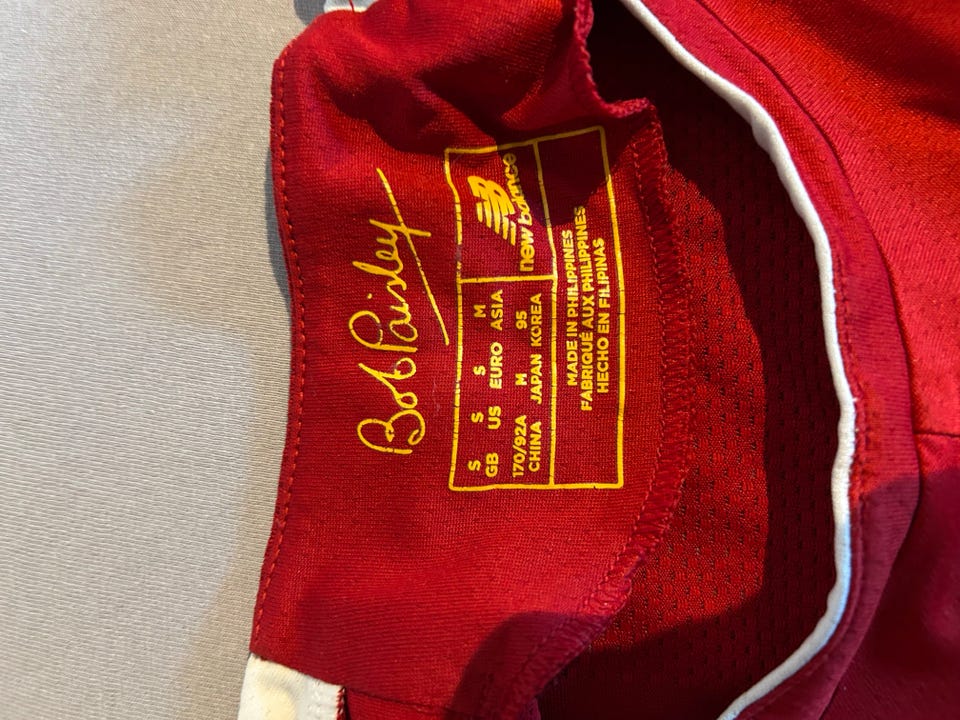 Bob Paisley
NB
new balance
S S S M
GB US EURO ASIA
170/92A M 95
CHINA JAPAN KOREA
MADE IN PHILIPPINES
FABRIQUÉ AUX PHILIPPINES
HECHO EN FILIPINAS